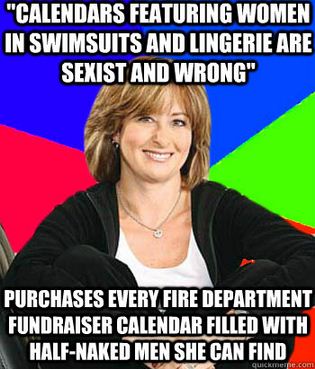 "CALENDARS FEATURING WOMEN
IN SWIMSUITS AND LINGERIE ARE
SEXIST AND WRONG"
PURCHASES EVERY FIRE DEPARTMENT
FUNDRAISER CALENDAR FILLED WITH
HALF-NAKED MEN SHE CAN FIND
quickmeme.com